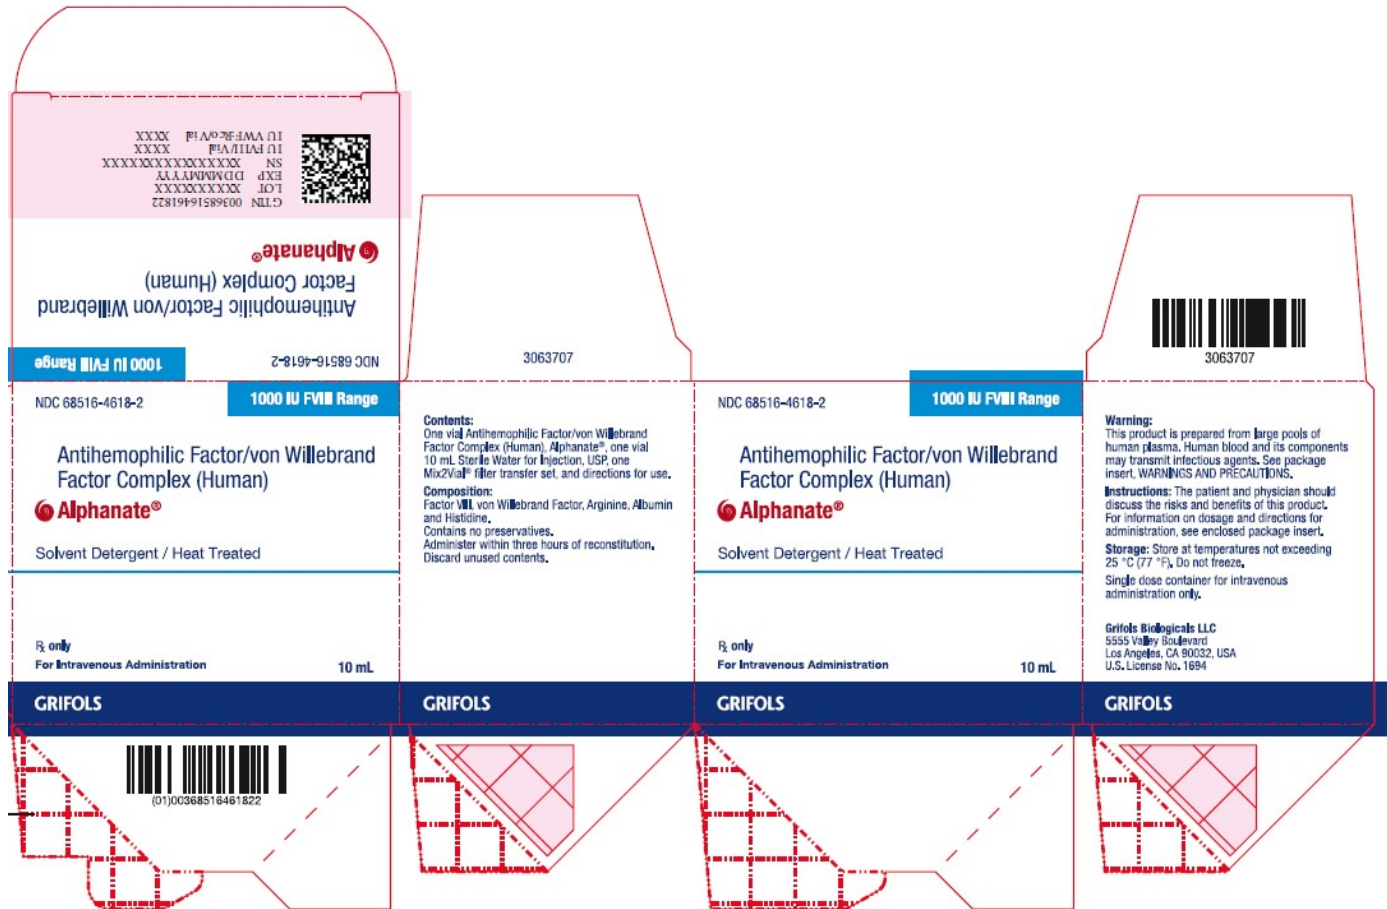 GTIN 00368516461822
LOT XXXXXXXXXX
EXP DDMMMYYYY
SN XXXXXXXXXXXXXXXXXX
IU FVIII/Vial XXXX
IU VWF:RCo/Vial XXXX
Alphanate®
Antihemophilic Factor/von Willebrand
Factor Complex (Human)
NDC 68516-4618-2
1000 IU FVIII Range
NDC 68516-4618-2
1000 IU FVIII Range
Antihemophilic Factor/von Willebrand
Factor Complex (Human)
Alphanate®
Solvent Detergent / Heat Treated
℞ only
For Intravenous Administration
10 mL
GRIFOLS
(01)00368516461822
3063707
Contents:
One vial Antihemophilic Factor/von Willebrand
Factor Complex (Human), Alphanate®, one vial
10 mL Sterile Water for Injection, USP, one
Mix2Vial® filter transfer set, and directions for use.
Composition:
Factor VIII, von Willebrand Factor, Arginine, Albumin
and Histidine.
Contains no preservatives.
Administer within three hours of reconstitution.
Discard unused contents.
GRIFOLS
NDC 68516-4618-2
1000 IU FVIII Range
Antihemophilic Factor/von Willebrand
Factor Complex (Human)
Alphanate®
Solvent Detergent / Heat Treated
℞ only
For Intravenous Administration
10 mL
GRIFOLS
3063707
Warning:
This product is prepared from large pools of
human plasma. Human blood and its components
may transmit infectious agents. See package
insert, WARNINGS AND PRECAUTIONS.
Instructions: The patient and physician should
discuss the risks and benefits of this product.
For information on dosage and directions for
administration, see enclosed package insert.
Storage: Store at temperatures not exceeding
25 °C (77 °F). Do not freeze.
Single dose container for intravenous
administration only.
Grifols Biologicals LLC
5555 Valley Boulevard
Los Angeles, CA 90032, USA
U.S. License No. 1694
GRIFOLS